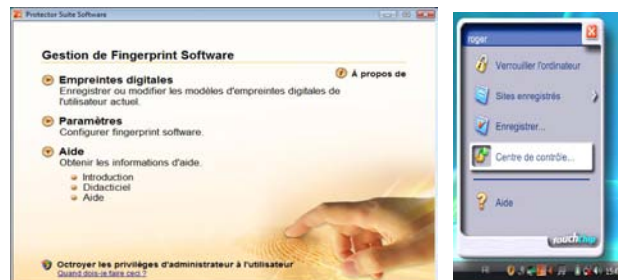 Protector Suite Software
Gestion de Fingerprint Software
Empreintes digitales
À propos de
Enregistrer ou modifier les modèles d'empreintes digitales de
l'utilisateur actuel.
Paramètres
Configurer fingerprint software.
Aide
Obtenir les informations d'aide.
Introduction
Didacticiel
Aide
Octroyer les privilèges d'administrateur à l'utilisateur
Quand dois-je faire ceci ?
roger
Verrouiller l'ordinateur
Sites enregistrés
Enregistrer...
Centre de contrôle...
Aide
touchchip
FR